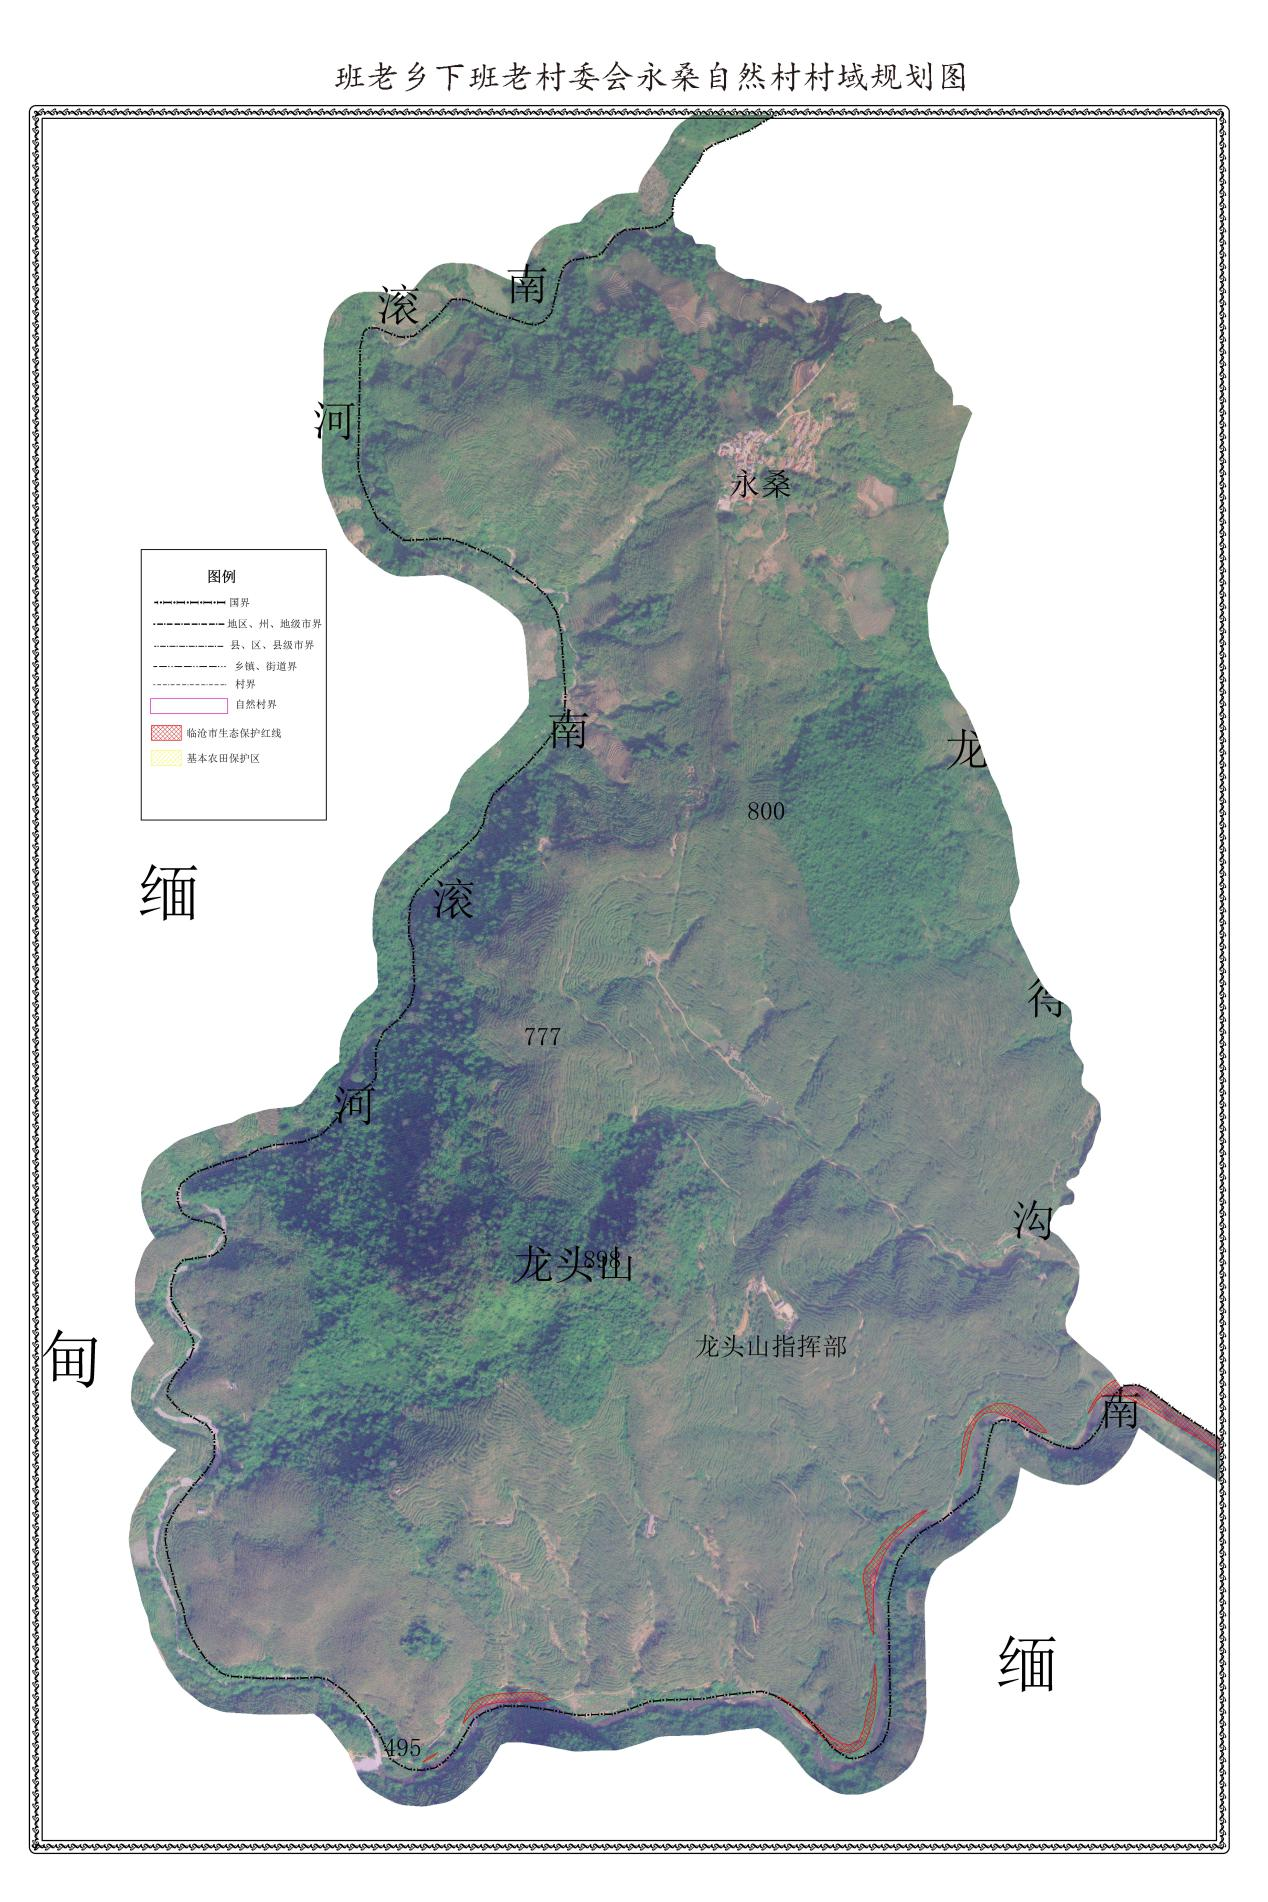 班老乡下班老村委会永桑自然村村域规划图
南
滚
河
永桑
图例
国界
地区、州、地级市界
县、区、县级市界
乡镇、街道界
村界
自然村界
临沧市生态保护红线
基本农田保护区
南
龙
800
缅
滚
得
777
河
沟
龙头山
898
龙头山指挥部
甸
南
缅
495